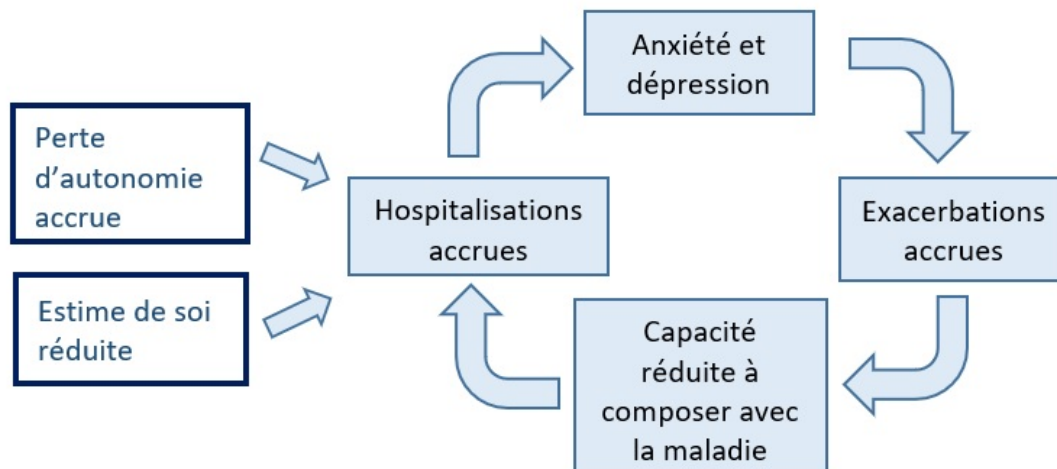 Anxiété et
dépression
Perte
d’autonomie
accrue
Hospitalisations
accrues
Exacerbations
accrues
Estime de soi
réduite
Capacité
réduite à
composer avec
la maladie